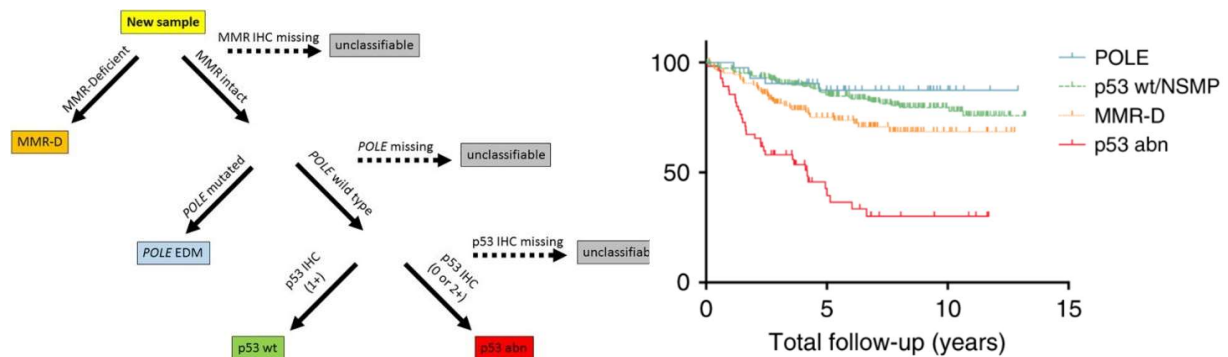 New sample
MMR IHC missing
unclassifiable
MMR-Deficient
MMR intact
MMR-D
POLE missing
unclassifiable
POLE mutated
POLE wild type
POLE EDM
p53 IHC missing
unclassifiab
p53 IHC
(1+)
p53 IHC
(0 or 2+)
p53 wt
p53 abn
100
50
0
0
5
10
15
Total follow-up (years)
POLE
p53 wt/NSMP
MMR-D
p53 abn